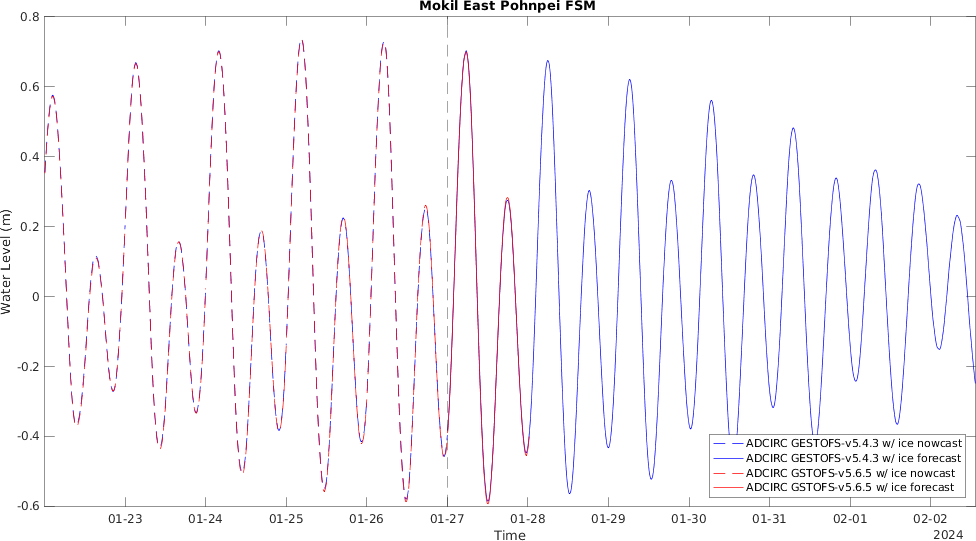 Mokil East Pohnpei FSM
0.8
0.6
0.4
0.2
0
-0.2
-0.4
-0.6
Water Level (m)
ADCIRC GESTOFS-v5.4.3 w/ ice nowcast
ADCIRC GESTOFS-v5.4.3 w/ ice forecast
ADCIRC GSTOFS-v5.6.5 w/ ice nowcast
ADCIRC GSTOFS-v5.6.5 w/ ice forecast
01-23 01-24 01-25 01-26 01-27 01-28 01-29 01-30 01-31 02-01 02-02
Time
2024